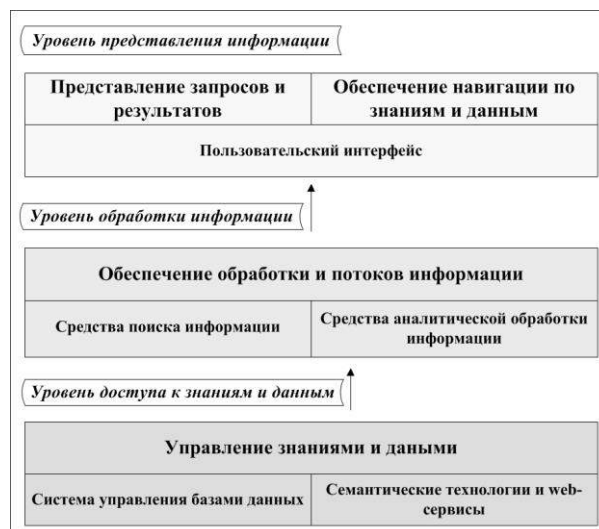 Уровень представления информации
Представление запросов и
результатов
Обеспечение навигации по
знаниям и данным
Пользовательский интерфейс
Уровень обработки информации
Обеспечение обработки и потоков информации
Средства поиска информации
Средства аналитической обработки
информации
Уровень доступа к знаниям и данным
Управление знаниями и даными
Система управления базами данных
Семантические технологии и web-
сервисы